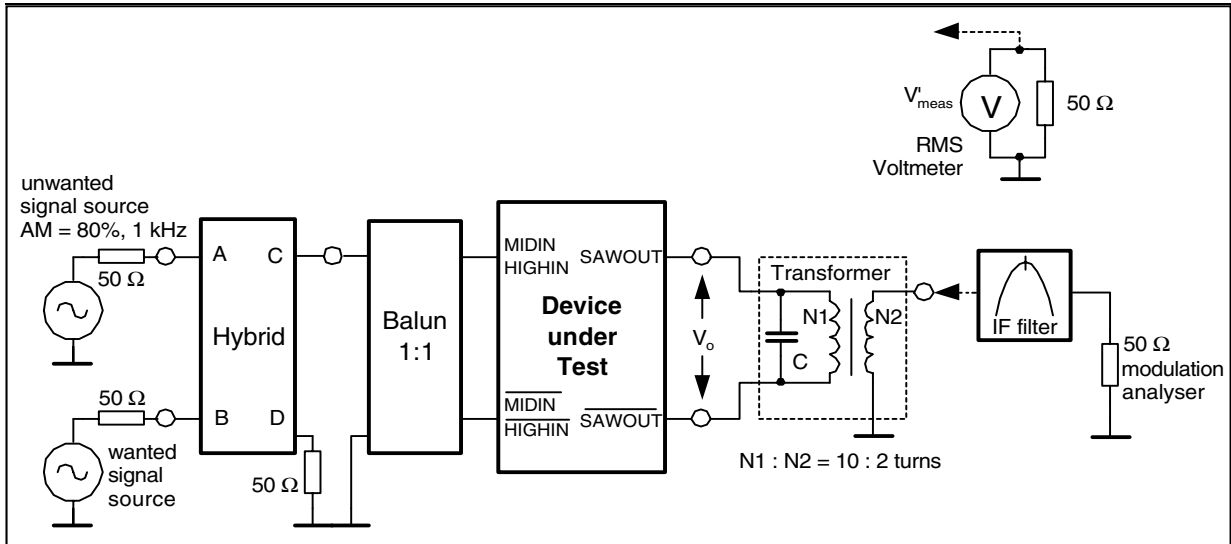 V'meas
V
50 Ω
RMS
Voltmeter
unwanted
signal source
AM = 80%, 1 kHz
50 Ω
A
C
Hybrid
B
D
50 Ω
wanted
signal
source
50 Ω
Balun
1:1
MIDIN
HIGHIN
SAWOUT
Device
under
Test
MIDIN
HIGHIN
SAWOUT
Vo
Transformer
N1
N2
C
N1 : N2 = 10 : 2 turns
IF filter
50 Ω
modulation
analyser